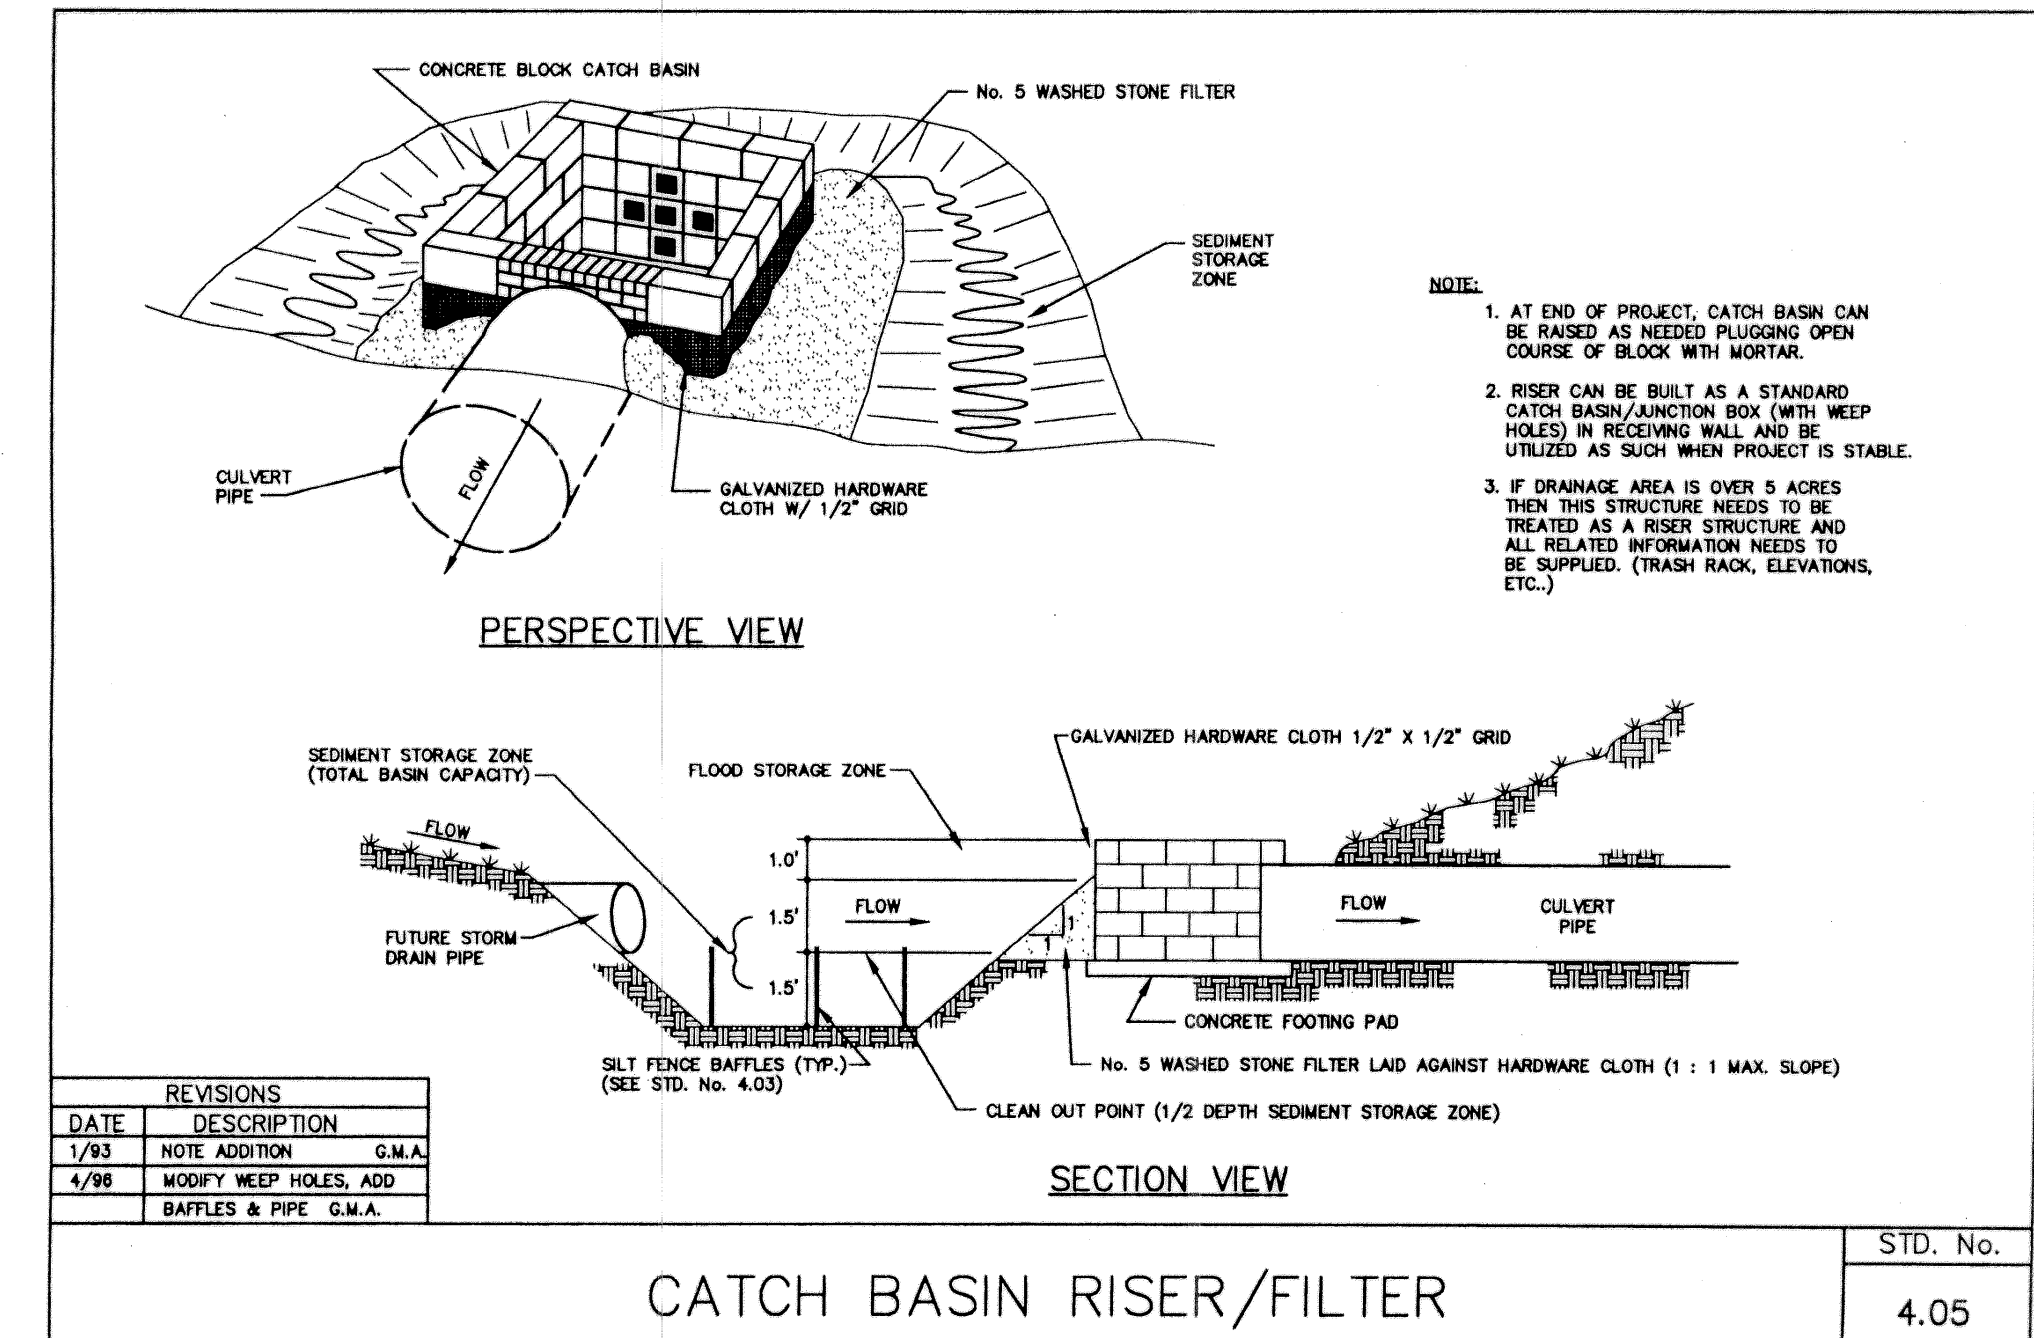 CONCRETE BLOCK CATCH BASIN
No. 5 WASHED STONE FILTER
SEDIMENT
STORAGE
ZONE
CULVERT
PIPE
FLOW
GALVANIZED HARDWARE
CLOTH W/ 1/2" GRID
PERSPECTIVE VIEW
NOTE:
1. AT END OF PROJECT, CATCH BASIN CAN
BE RAISED AS NEEDED PLUGGING OPEN
COURSE OF BLOCK WITH MORTAR.
2. RISER CAN BE BUILT AS A STANDARD
CATCH BASIN/JUNCTION BOX (WITH WEEP
HOLES) IN RECEIVING WALL AND BE
UTILIZED AS SUCH WHEN PROJECT IS STABLE.
3. IF DRAINAGE AREA IS OVER 5 ACRES
THEN THIS STRUCTURE NEEDS TO BE
TREATED AS A RISER STRUCTURE AND
ALL RELATED INFORMATION NEEDS TO
BE SUPPLIED. (TRASH RACK, ELEVATIONS,
ETC..)
SEDIMENT STORAGE ZONE
(TOTAL BASIN CAPACITY)
FLOOD STORAGE ZONE
GALVANIZED HARDWARE CLOTH 1/2" X 1/2" GRID
FLOW
1.0'
1.5'
1.5'
FLOW
1
1
FLOW
CULVERT
PIPE
FUTURE STORM
DRAIN PIPE
CONCRETE FOOTING PAD
SILT FENCE BAFFLES (TYP.)
(SEE STD. No. 4.03)
No. 5 WASHED STONE FILTER LAID AGAINST HARDWARE CLOTH (1 : 1 MAX. SLOPE)
CLEAN OUT POINT (1/2 DEPTH SEDIMENT STORAGE ZONE)
SECTION VIEW
REVISIONS
DATE DESCRIPTION
1/93 NOTE ADDITION G.M.A.
4/96 MODIFY WEEP HOLES, ADD
BAFFLES & PIPE G.M.A.
CATCH BASIN RISER/FILTER
STD. No.
4.05